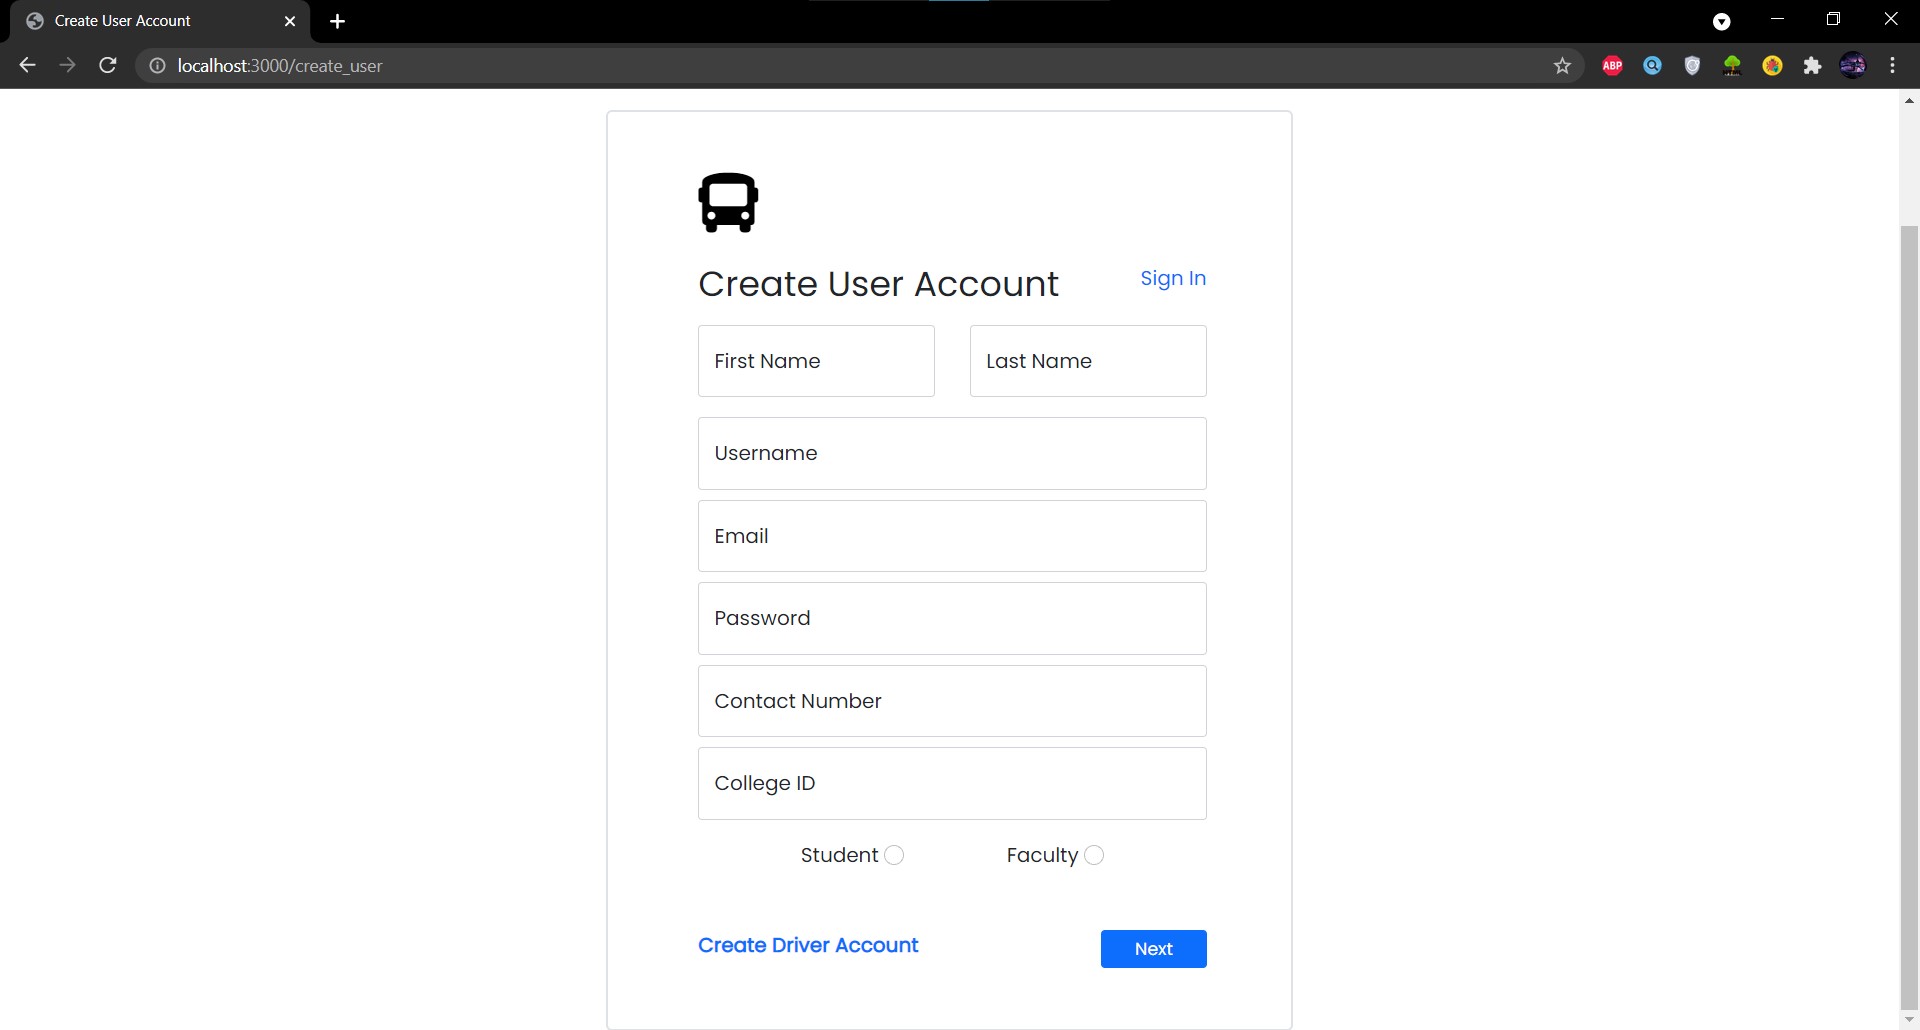 Create User Account
localhost:3000/create_user
ABP
Create User Account
Sign In
First Name
Last Name
Username
Email
Password
Contact Number
College ID
Student
Faculty
Create Driver Account
Next